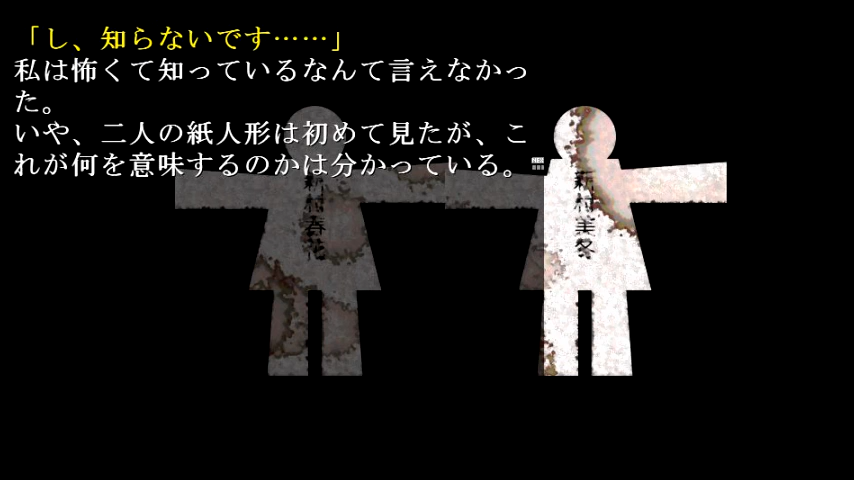 「し、知らないです……」
私は怖くて知っているなんて言えなかっ
た。
いや、二人の紙人形は初めて見たが、こ
れが何を意味するのかは分かっている。
新村春花
新村美冬